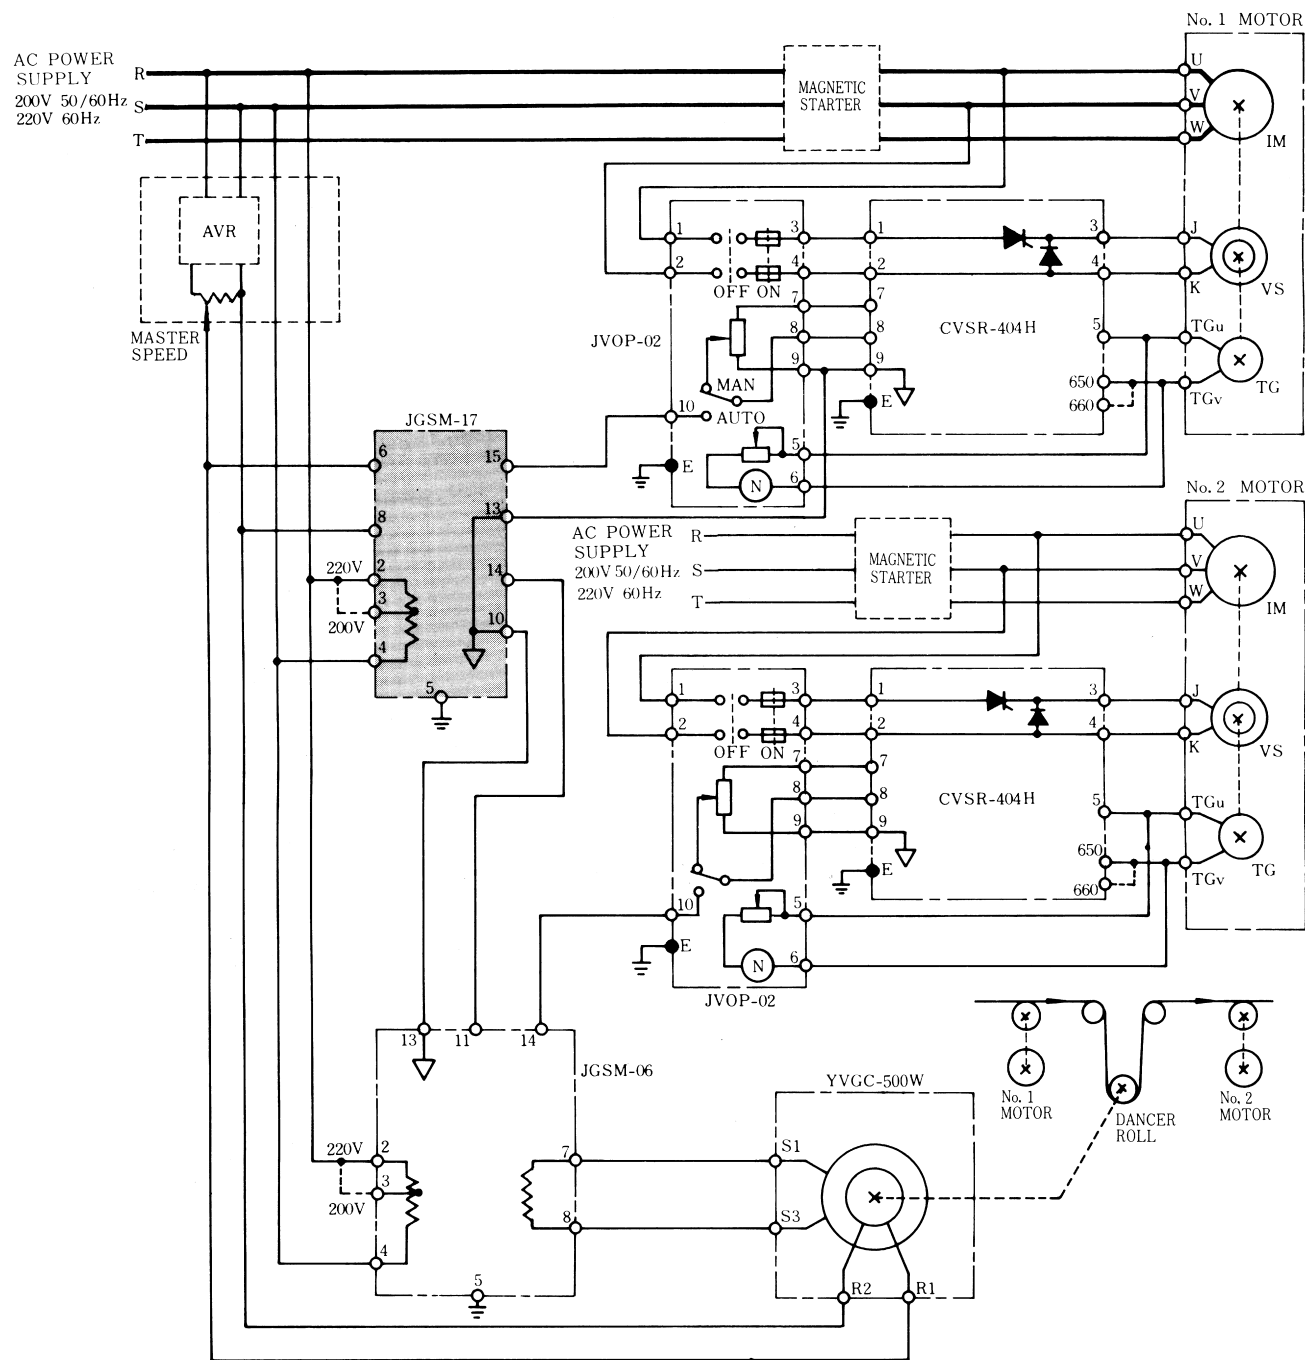 No. 1 MOTOR
AC POWER
SUPPLY
200V 50/60Hz
220V 60Hz
R
S
T
MAGNETIC
STARTER
U
V
W
IM
AVR
MASTER
SPEED
JVOP-02
1
2
3
4
OFF ON
7
8
9
MAN
AUTO
10
E
5
6
N
1
2
7
8
9
E
CVSR-404H
3
4
5
650
660
J
K
VS
TGu
TGv
TG
JGSM-17
6
8
220V
2
3
200V
4
5
15
13
14
10
No. 2 MOTOR
AC POWER
SUPPLY
200V 50/60Hz
220V 60Hz
R
S
T
MAGNETIC
STARTER
U
V
W
IM
1
2
3
4
OFF ON
7
8
9
10
E
5
6
N
JVOP-02
1
2
7
8
9
E
CVSR-404H
3
4
5
650
660
J
K
VS
TGu
TGv
TG
13
11
14
JGSM-06
220V
2
3
200V
4
5
7
8
YVGC-500W
S1
S3
R2
R1
No. 1
MOTOR
DANCER
ROLL
No. 2
MOTOR